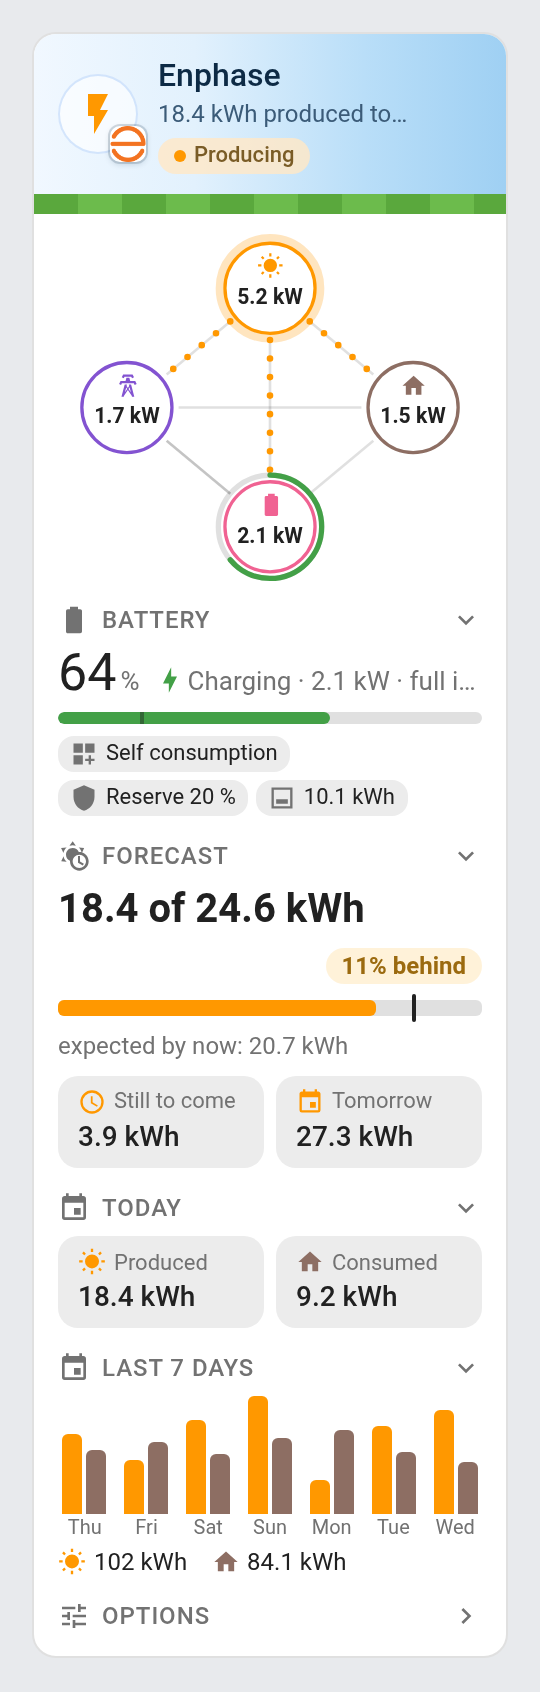 Enphase
18.4 kWh produced to…
Producing
5.2 kW
1.7 kW
1.5 kW
2.1 kW
BATTERY
64 %
Charging · 2.1 kW · full i…
Self consumption
Reserve 20 %
10.1 kWh
FORECAST
18.4 of 24.6 kWh
11% behind
expected by now: 20.7 kWh
Still to come
3.9 kWh
Tomorrow
27.3 kWh
TODAY
Produced
18.4 kWh
Consumed
9.2 kWh
LAST 7 DAYS
Thu Fri Sat Sun Mon Tue Wed
102 kWh 84.1 kWh
OPTIONS